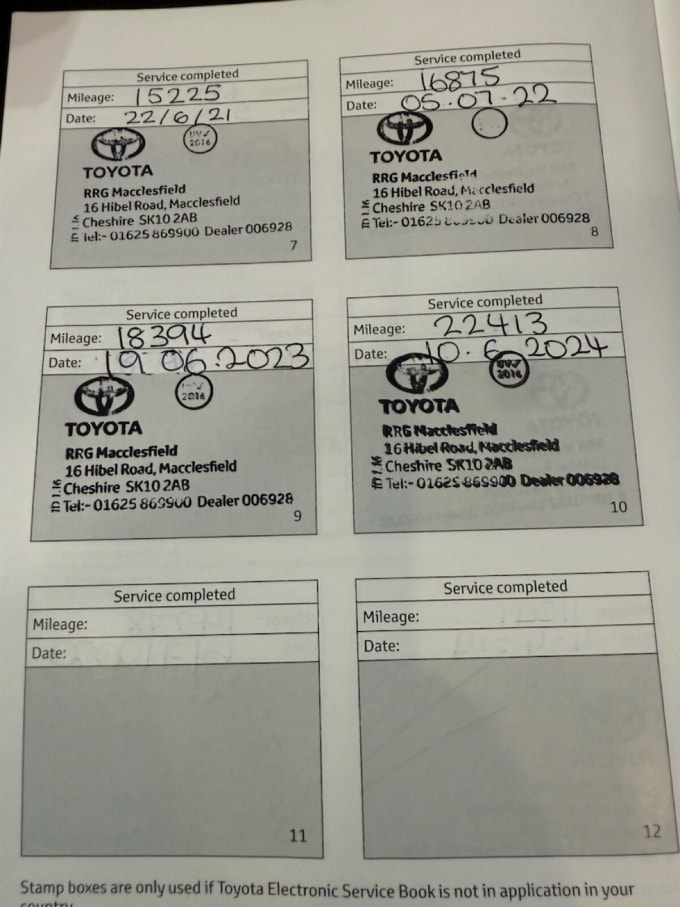 Service completed
Mileage: 15225
Date: 22/6/21
2016
TOYOTA
RRG Macclesfield
16 Hibel Road, Macclesfield
Cheshire SK10 2AB
Tel:- 01625 869900 Dealer 006928
7
Service completed
Mileage: 16875
Date: 05.07.22
TOYOTA
RRG Macclesfield
16 Hibel Road, Macclesfield
Cheshire SK10 2AB
Tel:- 01625 Dealer 006928
8
Service completed
Mileage: 18394
Date: 19.06.2023
2016
TOYOTA
RRG Macclesfield
16 Hibel Road, Macclesfield
Cheshire SK10 2AB
Tel:- 01625 869900 Dealer 006928
9
Service completed
Mileage: 22413
Date: 10.6.2024
2016
TOYOTA
RRG Macclesfield
16 Hibel Road, Macclesfield
Cheshire SK10 2AB
Tel:- 01625 869900 Dealer 006928
10
Service completed
Mileage:
Date:
11
Service completed
Mileage:
Date:
12
Stamp boxes are only used if Toyota Electronic Service Book is not in application in your
country